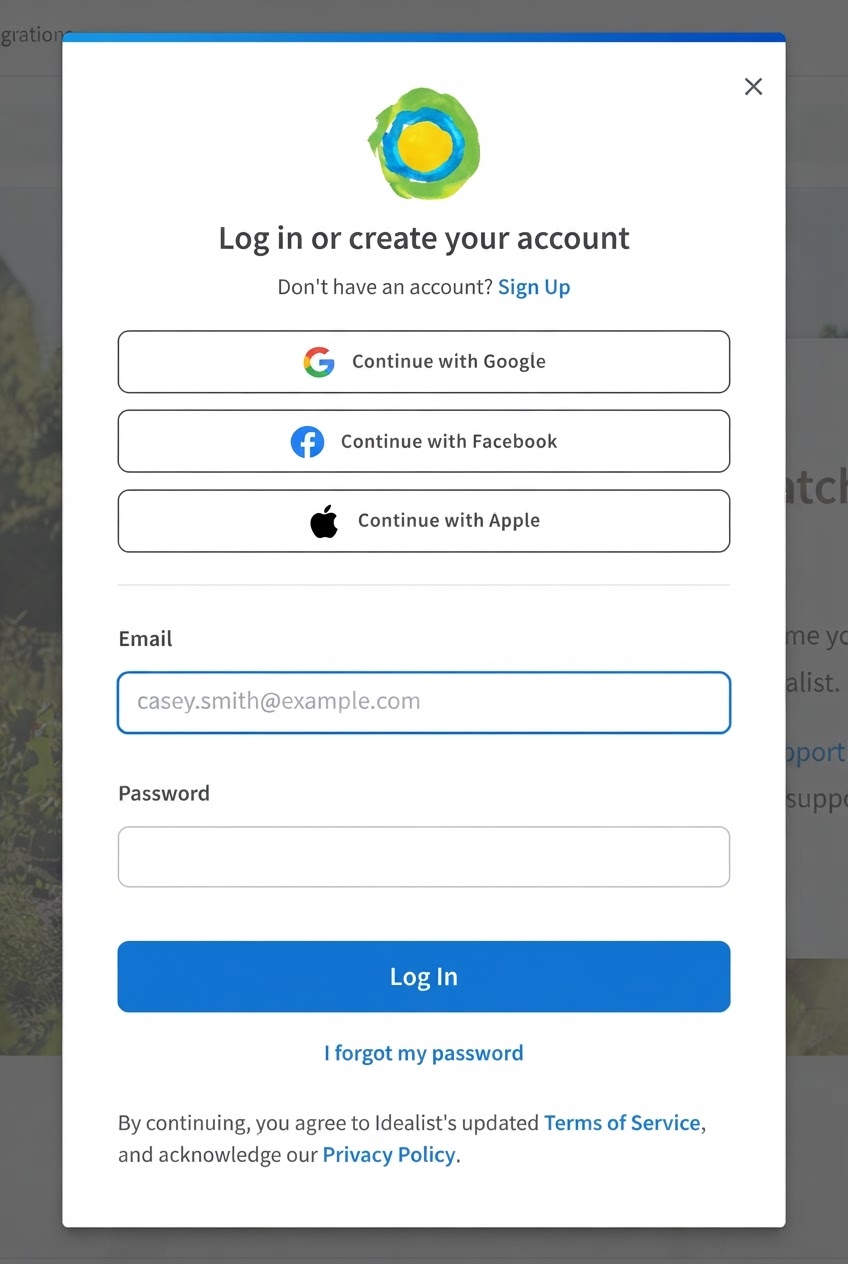 Log in or create your account
Don't have an account? Sign Up
Continue with Google
Continue with Facebook
Continue with Apple
Email
casey.smith@example.com
Password
Log In
I forgot my password
By continuing, you agree to Idealist's updated Terms of Service,
and acknowledge our Privacy Policy.